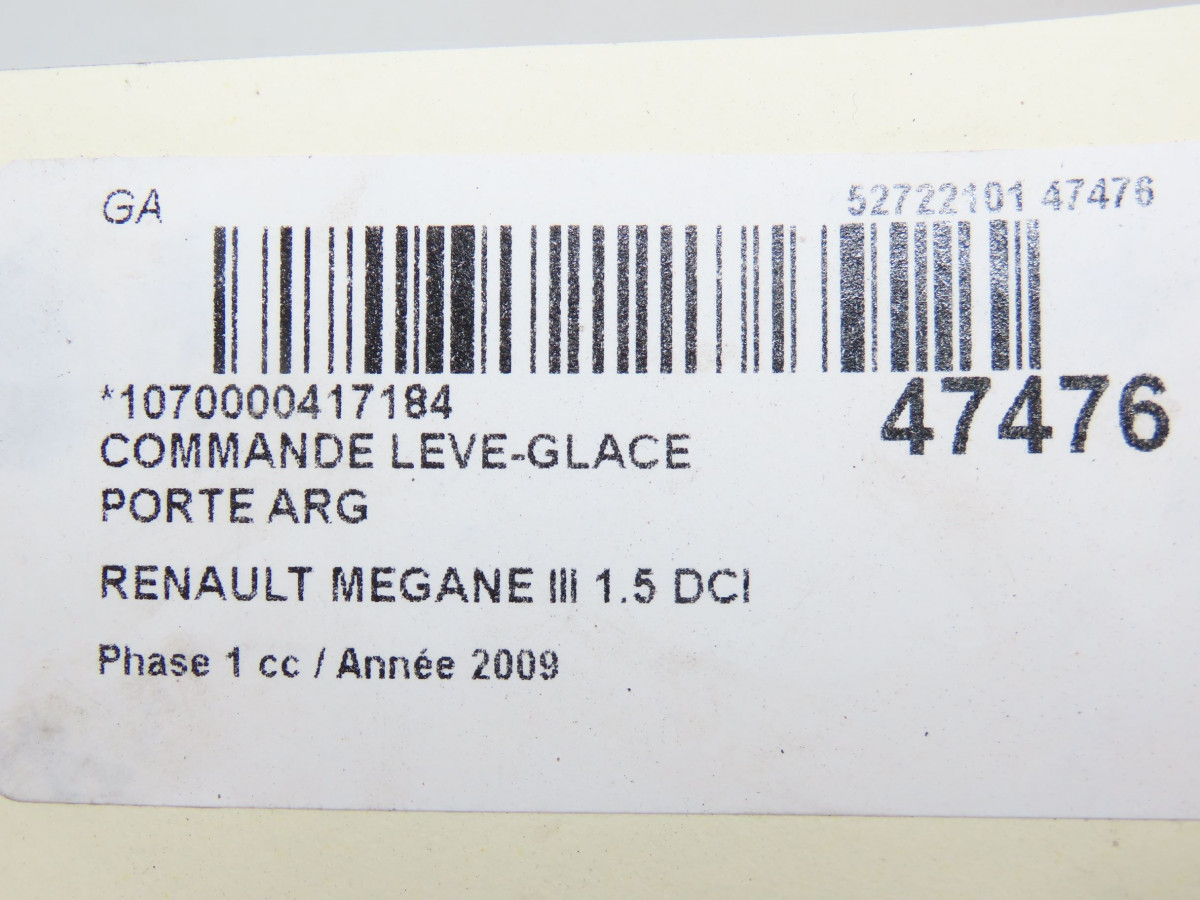 GA
52722101 47476
*1070000417184
47476
COMMANDE LEVE-GLACE
PORTE ARG
RENAULT MEGANE III 1.5 DCI
Phase 1 cc / Année 2009